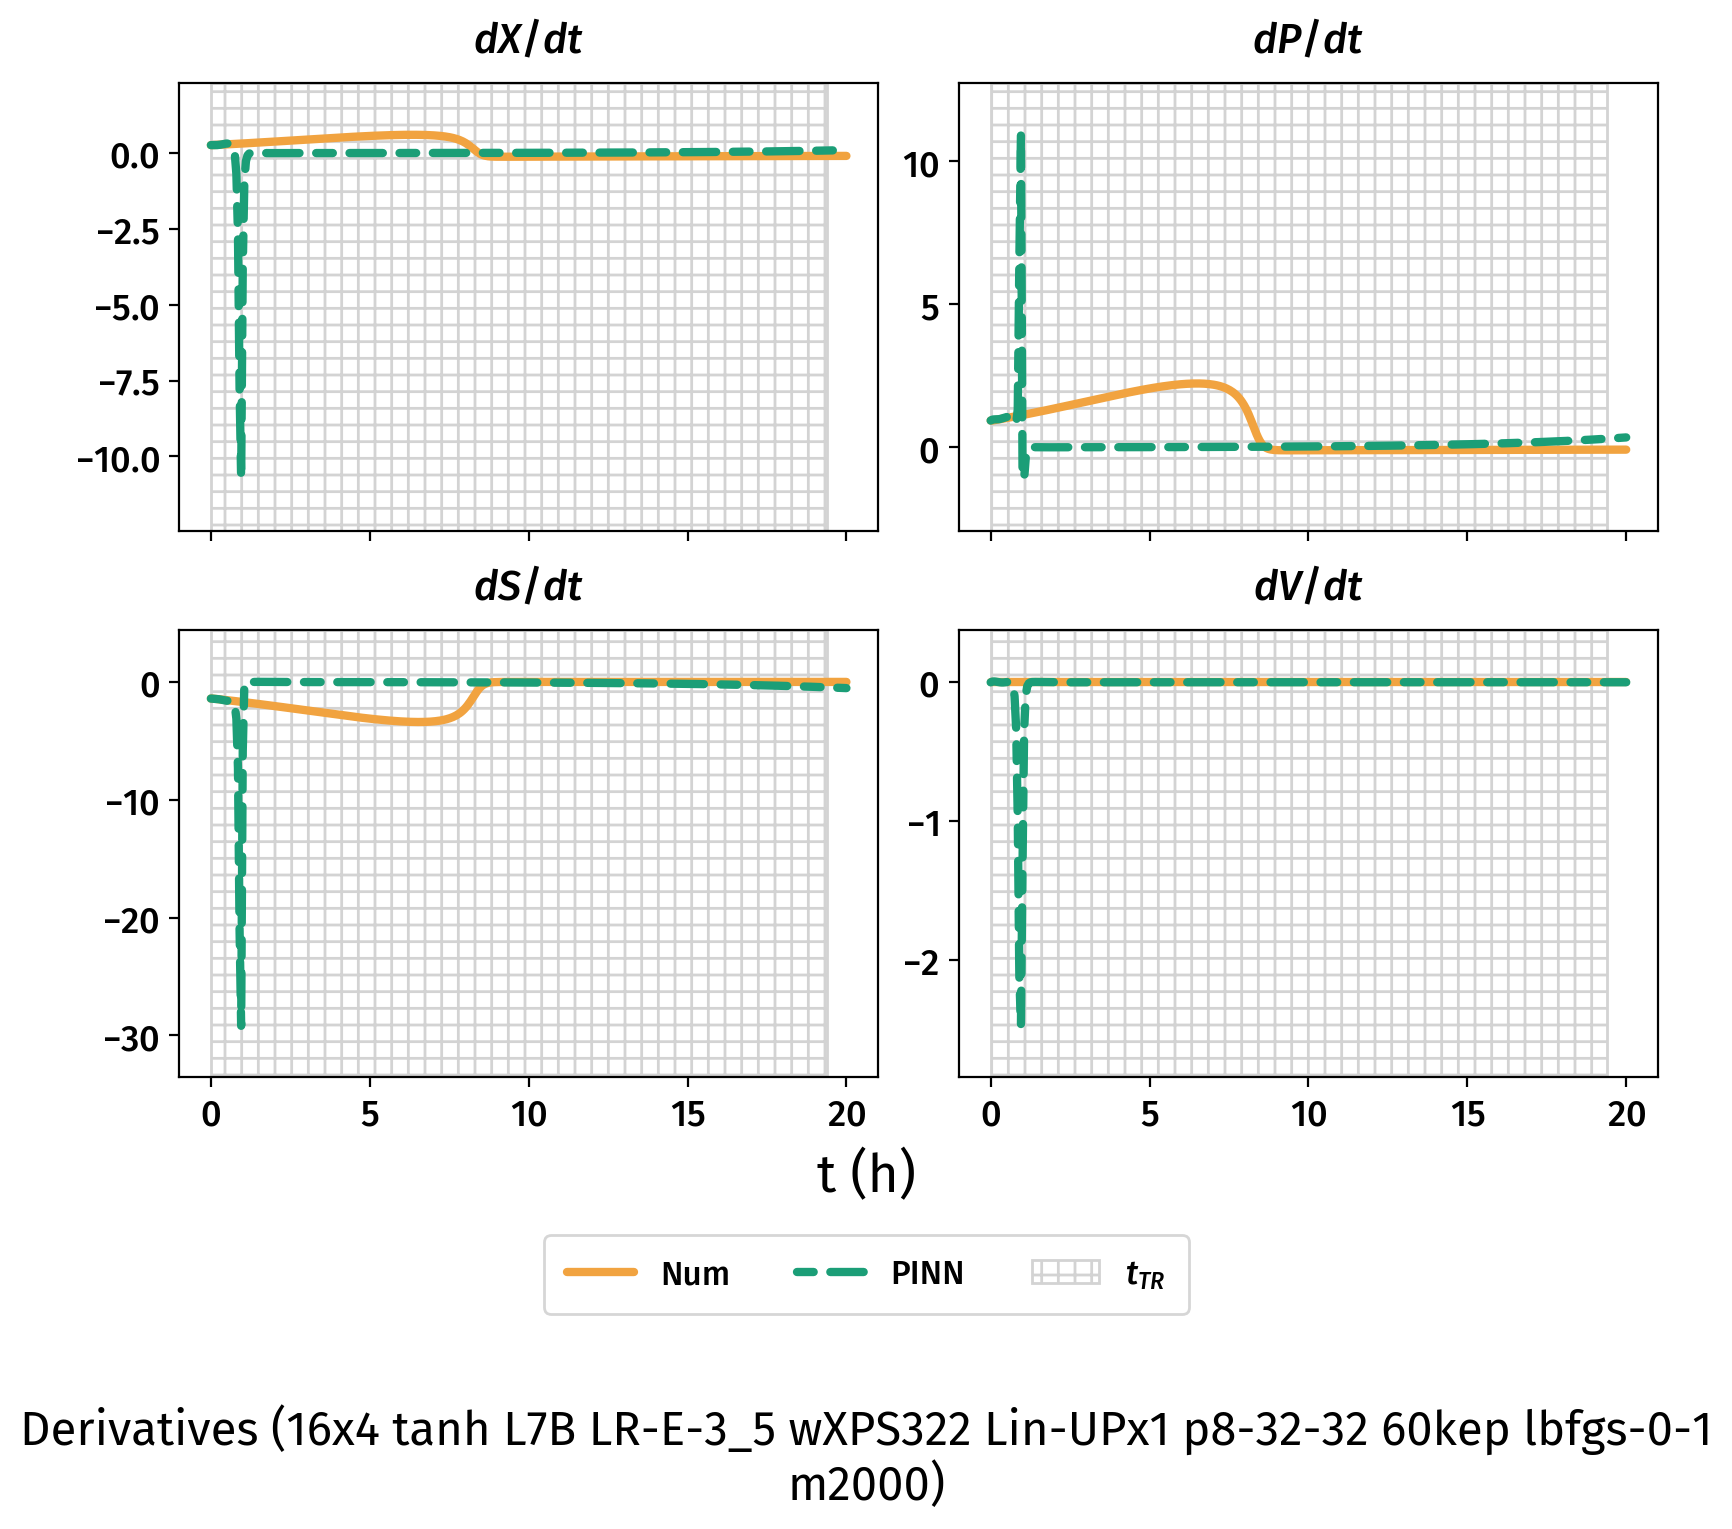 dX/dt
dP/dt
0.0
−2.5
−5.0
−7.5
−10.0
10
5
0
dS/dt
dV/dt
0
−10
−20
−30
0
−1
−2
0 5 10 15 20
0 5 10 15 20
t (h)
Num PINN tTR
Derivatives (16x4 tanh L7B LR-E-3_5 wXPS322 Lin-UPx1 p8-32-32 60kep lbfgs-0-1
m2000)